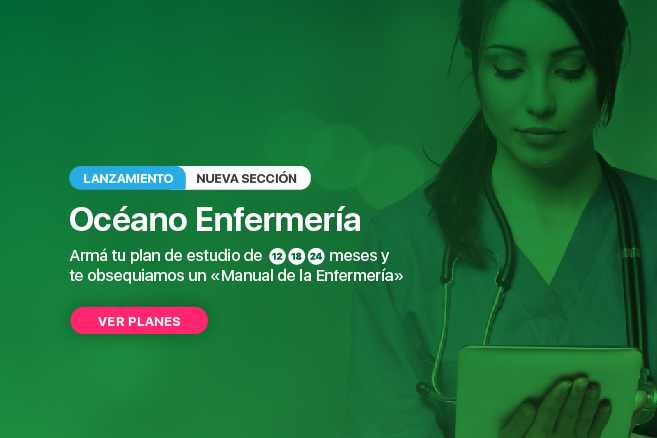 LANZAMIENTO NUEVA SECCIÓN
Océano Enfermería
Armá tu plan de estudio de 12 18 24 meses y
te obsequiamos un «Manual de la Enfermería»
VER PLANES